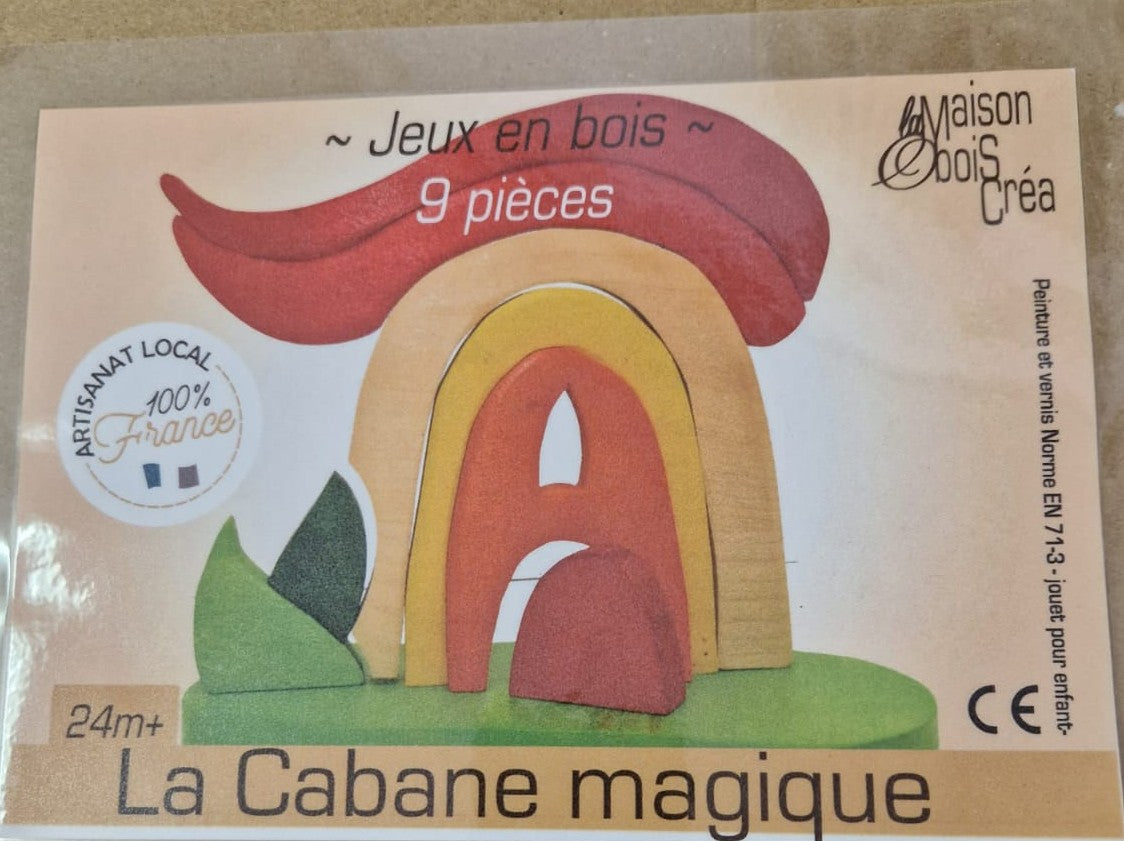 ~ Jeux en bois ~
9 pièces
la Maison
O bois
Créa
ARTISANAT LOCAL
100%
France
Peinture et vernis Norme EN 71-3 - jouet pour enfant-
CE
24m+
La Cabane magique